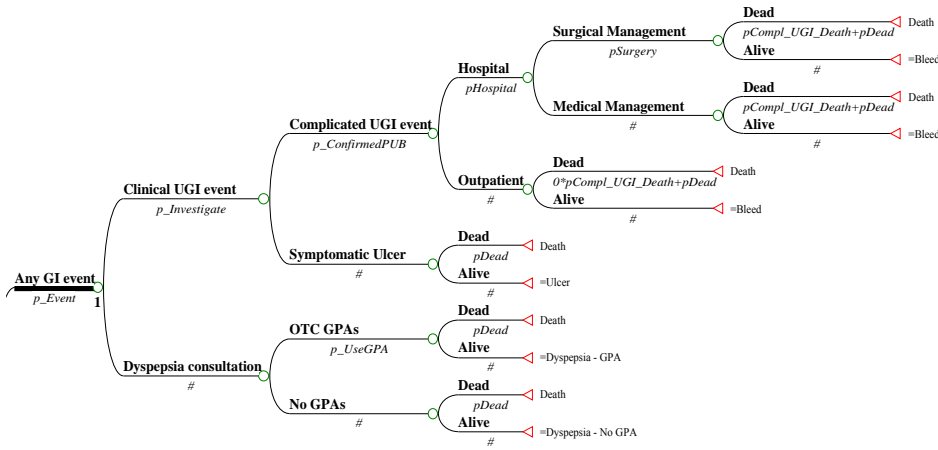 Dead
Death
pCompl_UGI_Death+pDead
Surgical Management
pSurgery
Alive
=Bleed
#
Hospital
pHospital
Dead
Death
pCompl_UGI_Death+pDead
Medical Management
#
Alive
=Bleed
#
Complicated UGI event
p_ConfirmedPUB
Dead
Death
0*pCompl_UGI_Death+pDead
Outpatient
#
Alive
=Bleed
#
Clinical UGI event
p_Investigate
Dead
Death
pDead
Symptomatic Ulcer
#
Alive
=Ulcer
#
Any GI event
p_Event
1
Dead
Death
pDead
OTC GPAs
p_UseGPA
Alive
=Dyspepsia - GPA
#
Dyspepsia consultation
#
Dead
Death
pDead
No GPAs
#
Alive
=Dyspepsia - No GPA
#